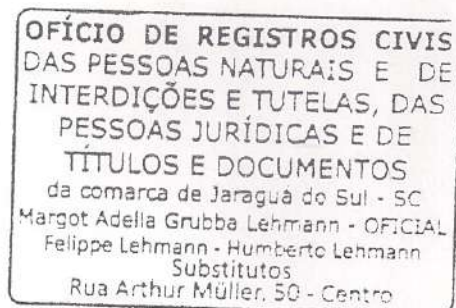 OFÍCIO DE REGISTROS CIVIS
DAS PESSOAS NATURAIS E DE
INTERDIÇÕES E TUTELAS, DAS
PESSOAS JURÍDICAS E DE
TÍTULOS E DOCUMENTOS
da comarca de Jaraguá do Sul - SC
Margot Adelia Grubba Lehmann - OFICIAL
Felippe Lehmann - Humberto Lehmann
Substitutos
Rua Arthur Müller, 50 - Centro